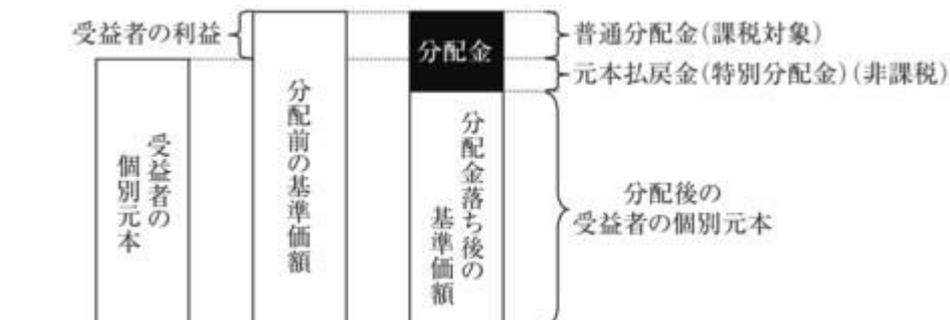 受益者の利益
分配金
普通分配金(課税対象)
元本払戻金(特別分配金)(非課税)
受益者の
個別元本
分配前の基準価額
分配金落ち後の
基準価額
分配後の
受益者の個別元本